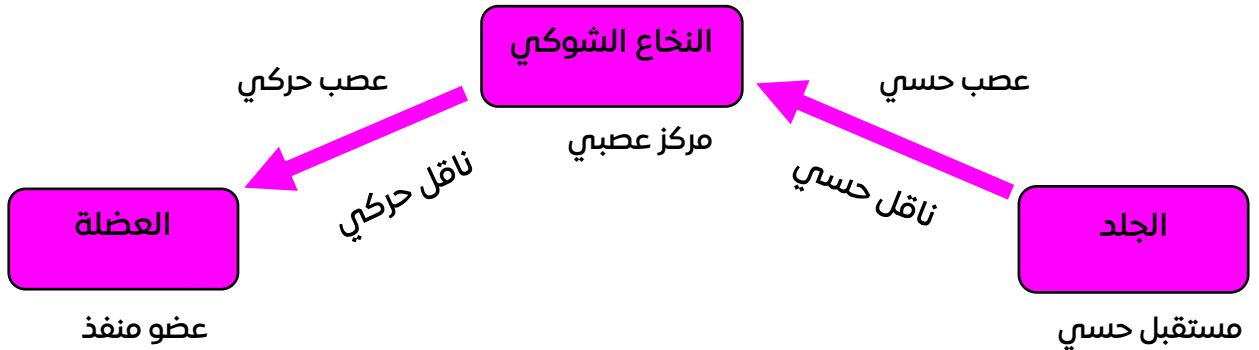 النخاع الشوكي
عصب حسي
عصب حركي
مركز عصبي
ناقل حسي
ناقل حركي
الجلد
العضلة
مستقبل حسي
عضو منفذ